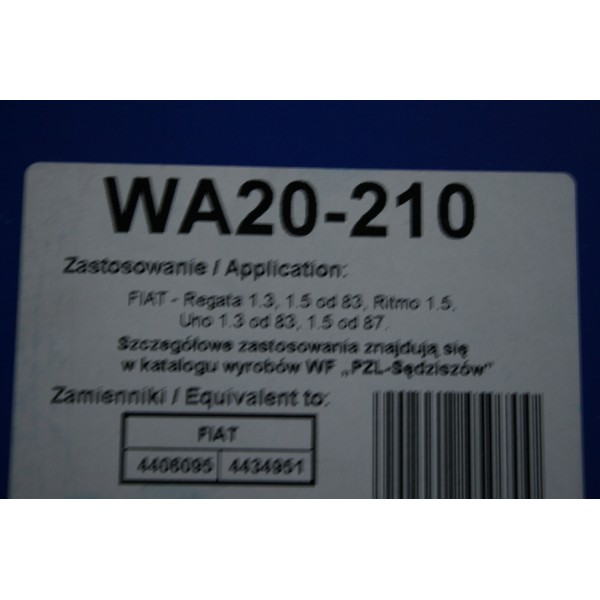 WA20-210
Zastosowanie / Application:
FIAT - Regata 1.3, 1.5 od 83, Ritmo 1.5,
Uno 1.3 od 83, 1.5 od 87.
Szczegółowe zastosowania znajdują się
w katalogu wyrobów WF „PZL-Sędziszów"
Zamienniki / Equivalent to:
FIAT
4406095 4434951